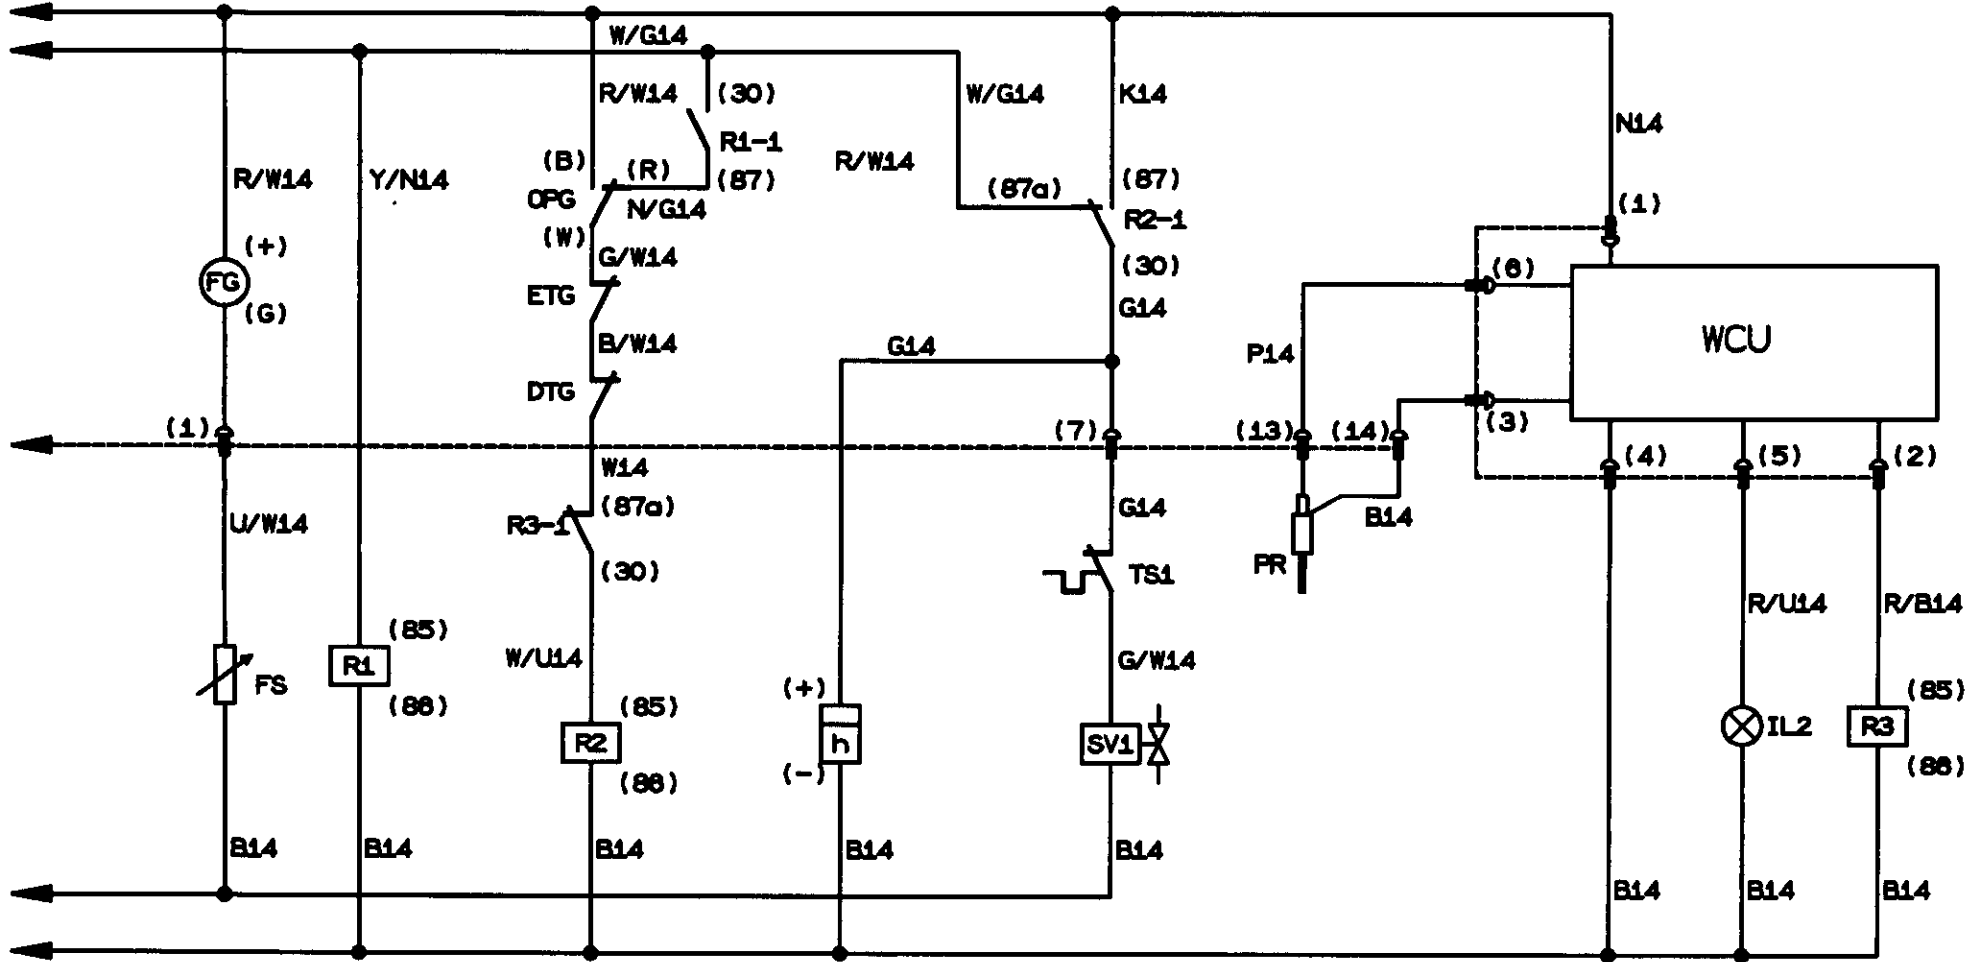 W/G14
R/W14 (30) W/G14 K14
N14
R1-1
R/W14
(B) (R) (87)
R/W14 Y/N14 (87a) (87)
OPG N/G14 R2-1 (1)
(W)
(+) G/W14 (30) (6)
FG ETG
(G) G14
B/W14 G14 P14 WCU
DTG
(3)
(1) (7) (13) (14) (4) (5) (2)
W14
(87a) G14 B14
U/W14 R3-1
(30) PR TS1
R/U14 R/B14
(85)
R1 W/U14 G/W14
FS (+) (85)
(86) (85)
R2 h SV1 IL2 R3
(86) (-) (86)
B14 B14 B14 B14 B14
B14 B14 B14